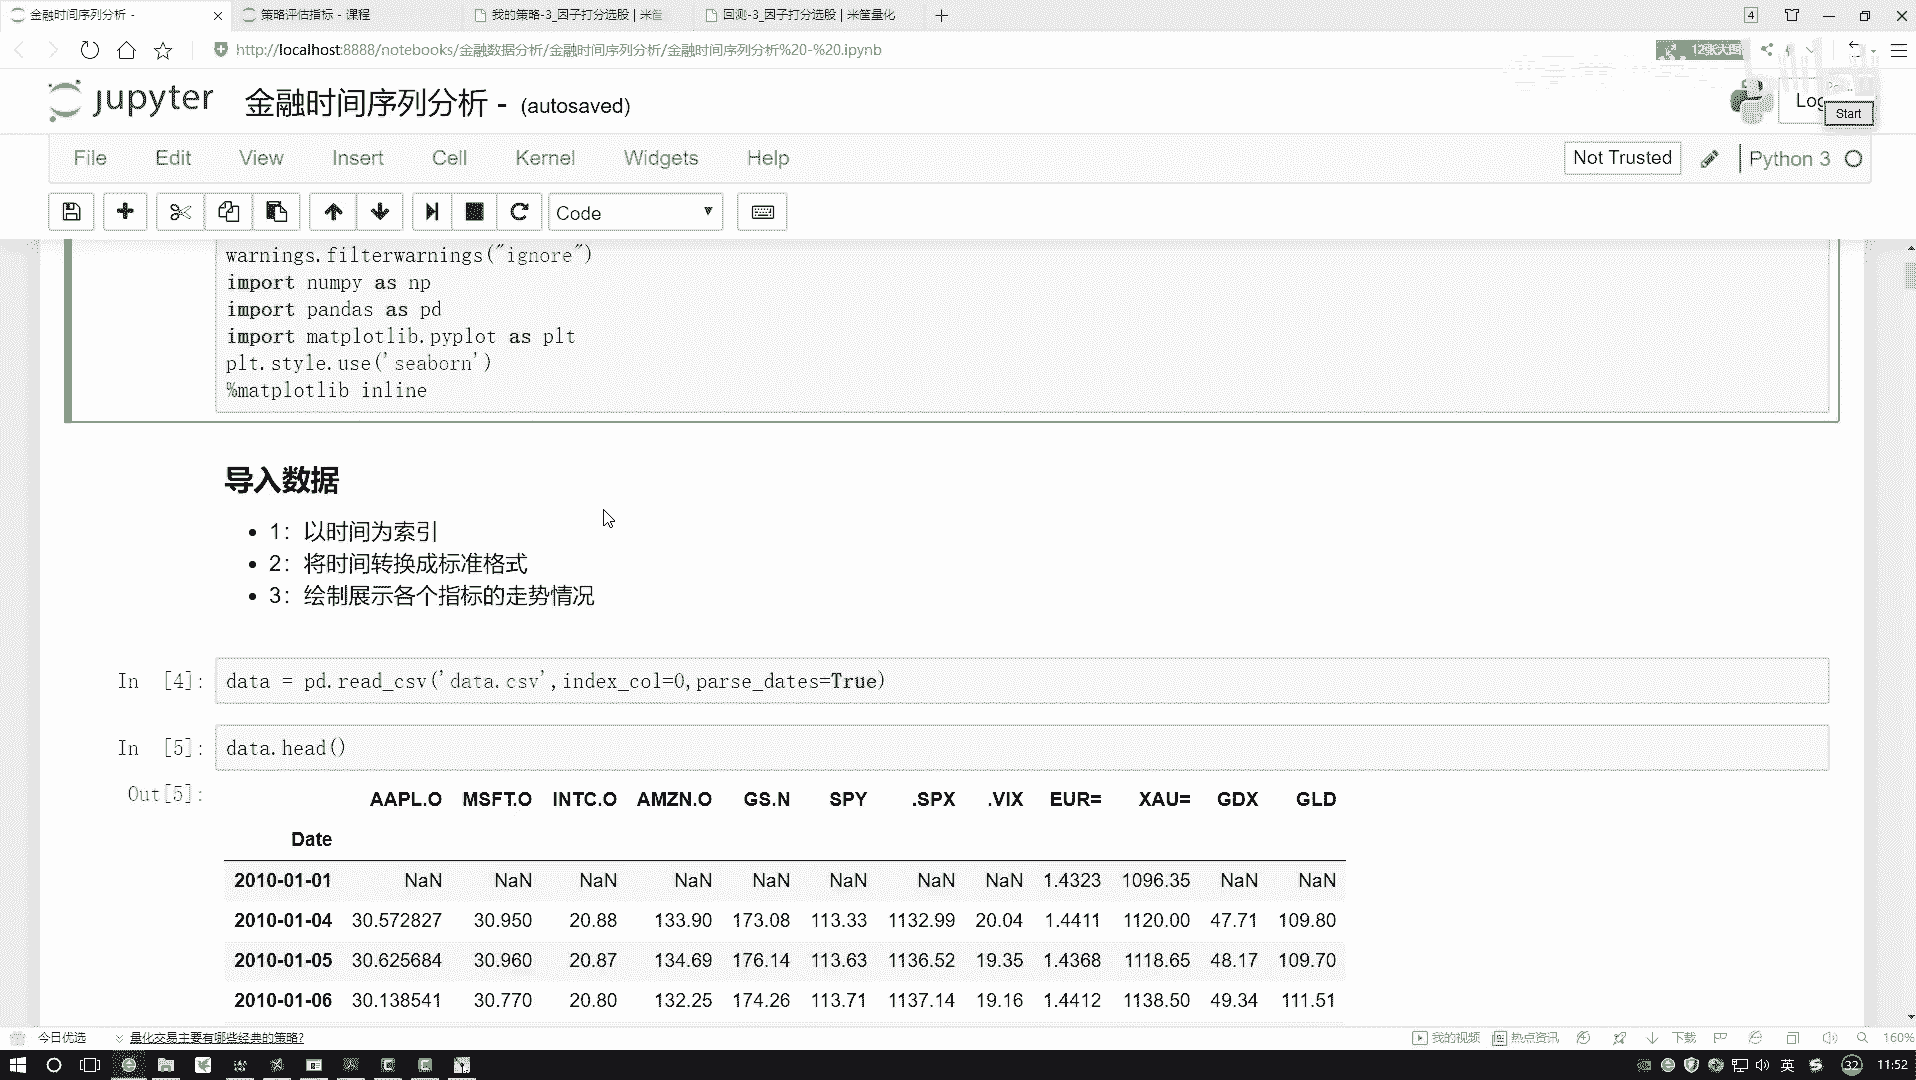 金融时间序列分析 -
策略评估指标 - 课程
我的策略-3_因子打分选股 | 米筐
回测-3_因子打分选股 | 米筐量化
4
http://localhost:8888/notebooks/金融数据分析/金融时间序列分析/金融时间序列分析%20-%20.ipynb
jupyter 金融时间序列分析 - (autosaved)
Start
File Edit View Insert Cell Kernel Widgets Help
Not Trusted
Python 3
Code
warnings.filterwarnings("ignore")
import numpy as np
import pandas as pd
import matplotlib.pyplot as plt
plt.style.use('seaborn')
%matplotlib inline
导入数据
• 1：以时间为索引
• 2：将时间转换成标准格式
• 3：绘制展示各个指标的走势情况
In [4]: data = pd.read_csv('data.csv',index_col=0,parse_dates=True)
In [5]: data.head()
Out[5]:
AAPL.O MSFT.O INTC.O AMZN.O GS.N SPY .SPX .VIX EUR= XAU= GDX GLD
Date
2010-01-01 NaN NaN NaN NaN NaN NaN NaN NaN 1.4323 1096.35 NaN NaN
2010-01-04 30.572827 30.950 20.88 133.90 173.08 113.33 1132.99 20.04 1.4411 1120.00 47.71 109.80
2010-01-05 30.625684 30.960 20.87 134.69 176.14 113.63 1136.52 19.35 1.4368 1118.65 48.17 109.70
2010-01-06 30.138541 30.770 20.80 132.25 174.26 113.71 1137.14 19.16 1.4412 1138.50 49.34 111.51
今日优选
量化交易主要有哪些经典的策略?
我的视频
热点资讯
下载
160%
英
32
11:52